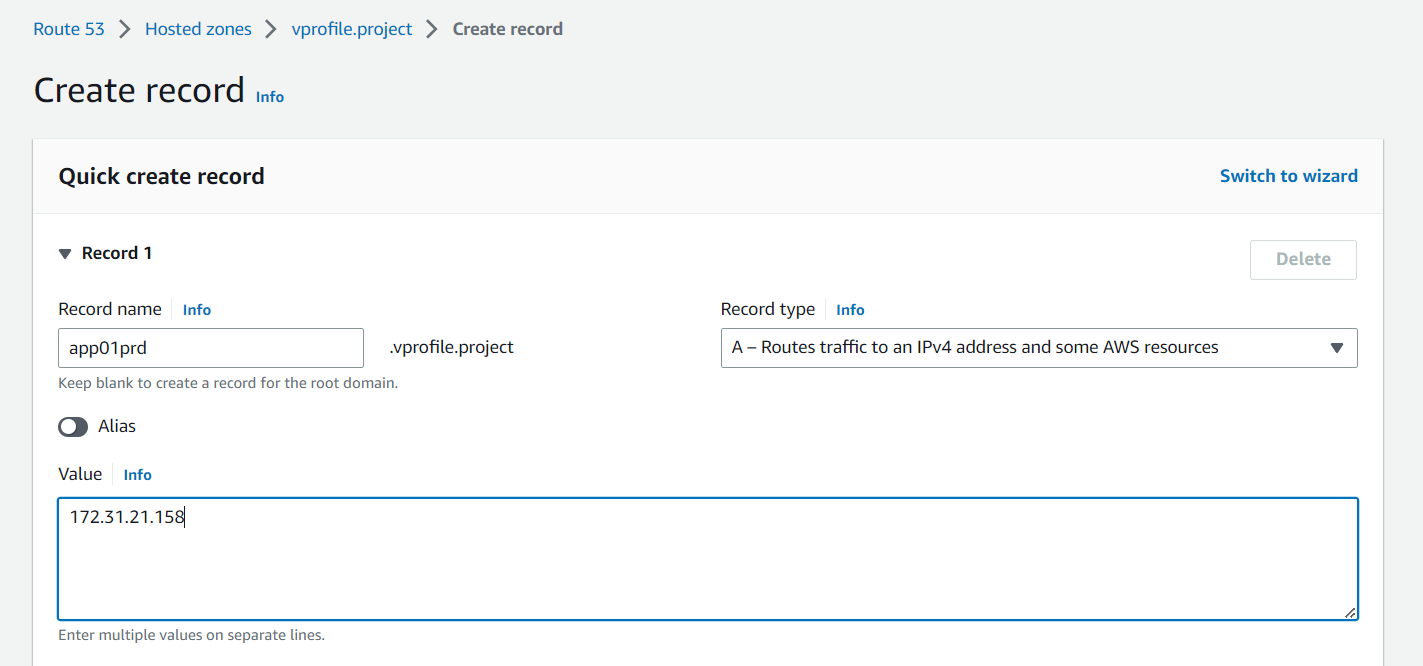 Route 53 > Hosted zones > vprofile.project > Create record
Create record Info
Quick create record Switch to wizard
Record 1
Delete
Record name Info Record type Info
app01prd .vprofile.project A – Routes traffic to an IPv4 address and some AWS resources
Keep blank to create a record for the root domain.
Alias
Value Info
172.31.21.158
Enter multiple values on separate lines.